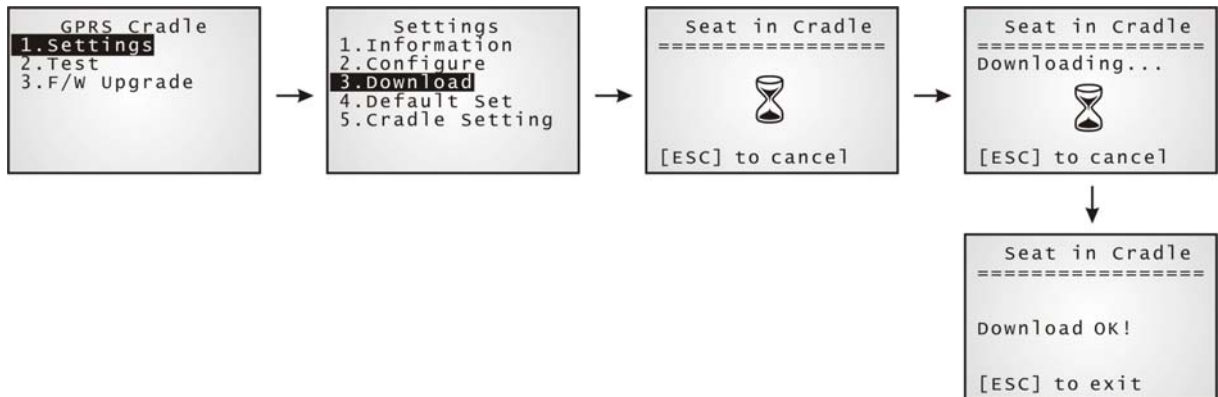 GPRS Cradle
1.Settings
2.Test
3.F/W Upgrade
Settings
1.Information
2.Configure
3.Download
4.Default Set
5.Cradle Setting
Seat in Cradle
=================
[ESC] to cancel
Seat in Cradle
=================
Downloading...
[ESC] to cancel
Seat in Cradle
=================
Download OK!
[ESC] to exit